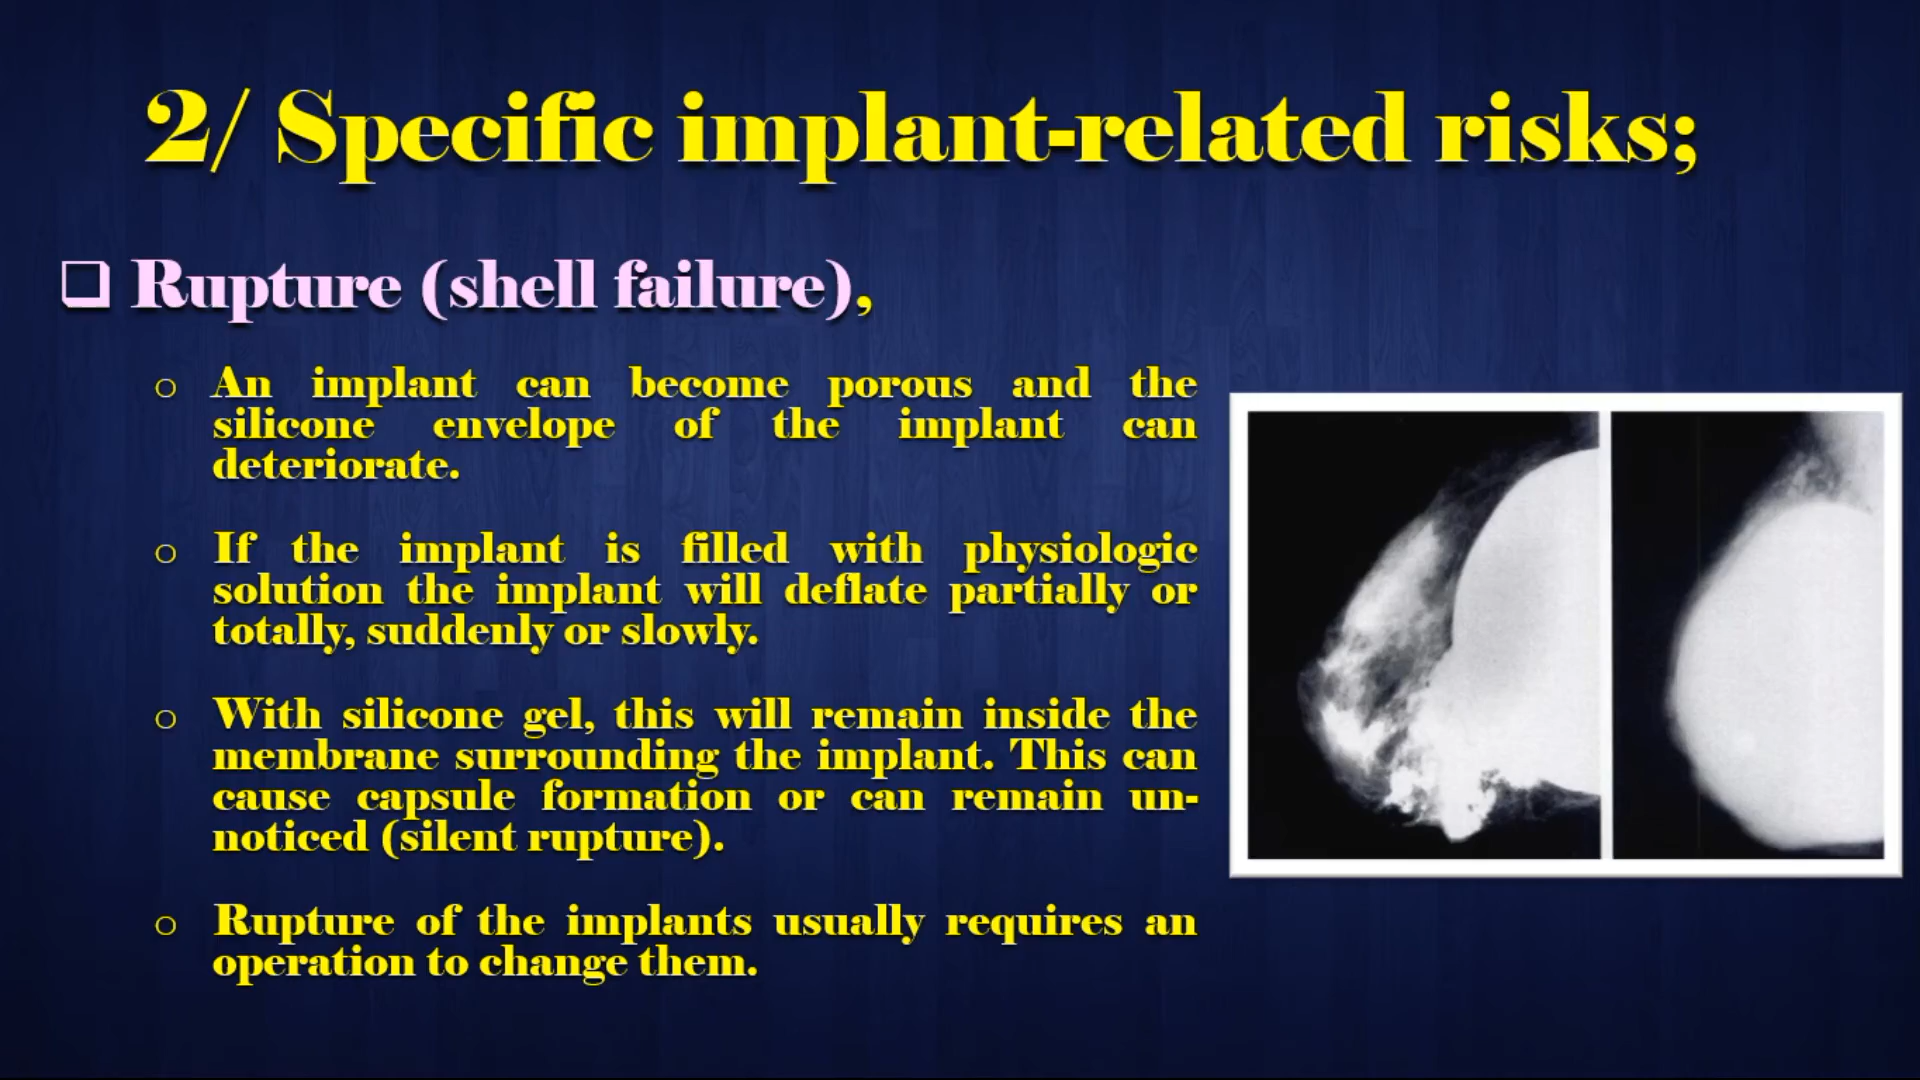 2/ Specific implant-related risks;
Rupture (shell failure),
An implant can become porous and the
silicone envelope of the implant can
deteriorate.
If the implant is filled with physiologic
solution the implant will deflate partially or
totally, suddenly or slowly.
With silicone gel, this will remain inside the
membrane surrounding the implant. This can
cause capsule formation or can remain un-
noticed (silent rupture).
Rupture of the implants usually requires an
operation to change them.